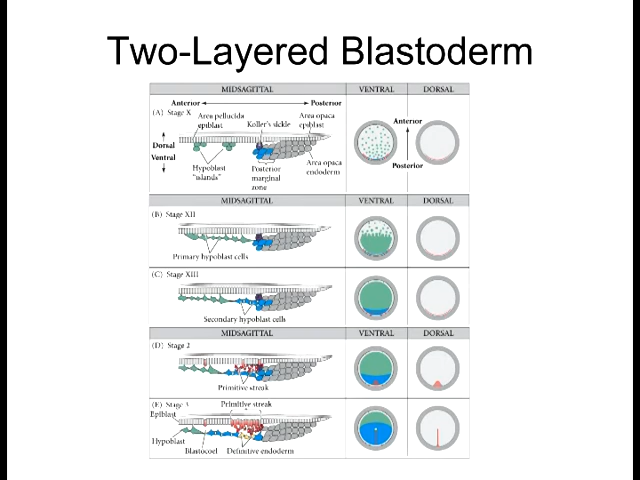 Two-Layered Blastoderm
MIDSAGITTAL VENTRAL DORSAL
Anterior Posterior
(A) Stage X
Area pellucida epiblast
Koller's sickle
Area opaca epiblast
Dorsal
Ventral
Hypoblast "islands"
Posterior marginal zone
Area opaca endoderm
Anterior
Posterior
MIDSAGITTAL VENTRAL DORSAL
(B) Stage XII
Primary hypoblast cells
(C) Stage XIII
Secondary hypoblast cells
MIDSAGITTAL VENTRAL DORSAL
(D) Stage 2
Primitive streak
(E) Stage 3
Primitive streak
Epiblast
Hypoblast
Blastocoel
Definitive endoderm